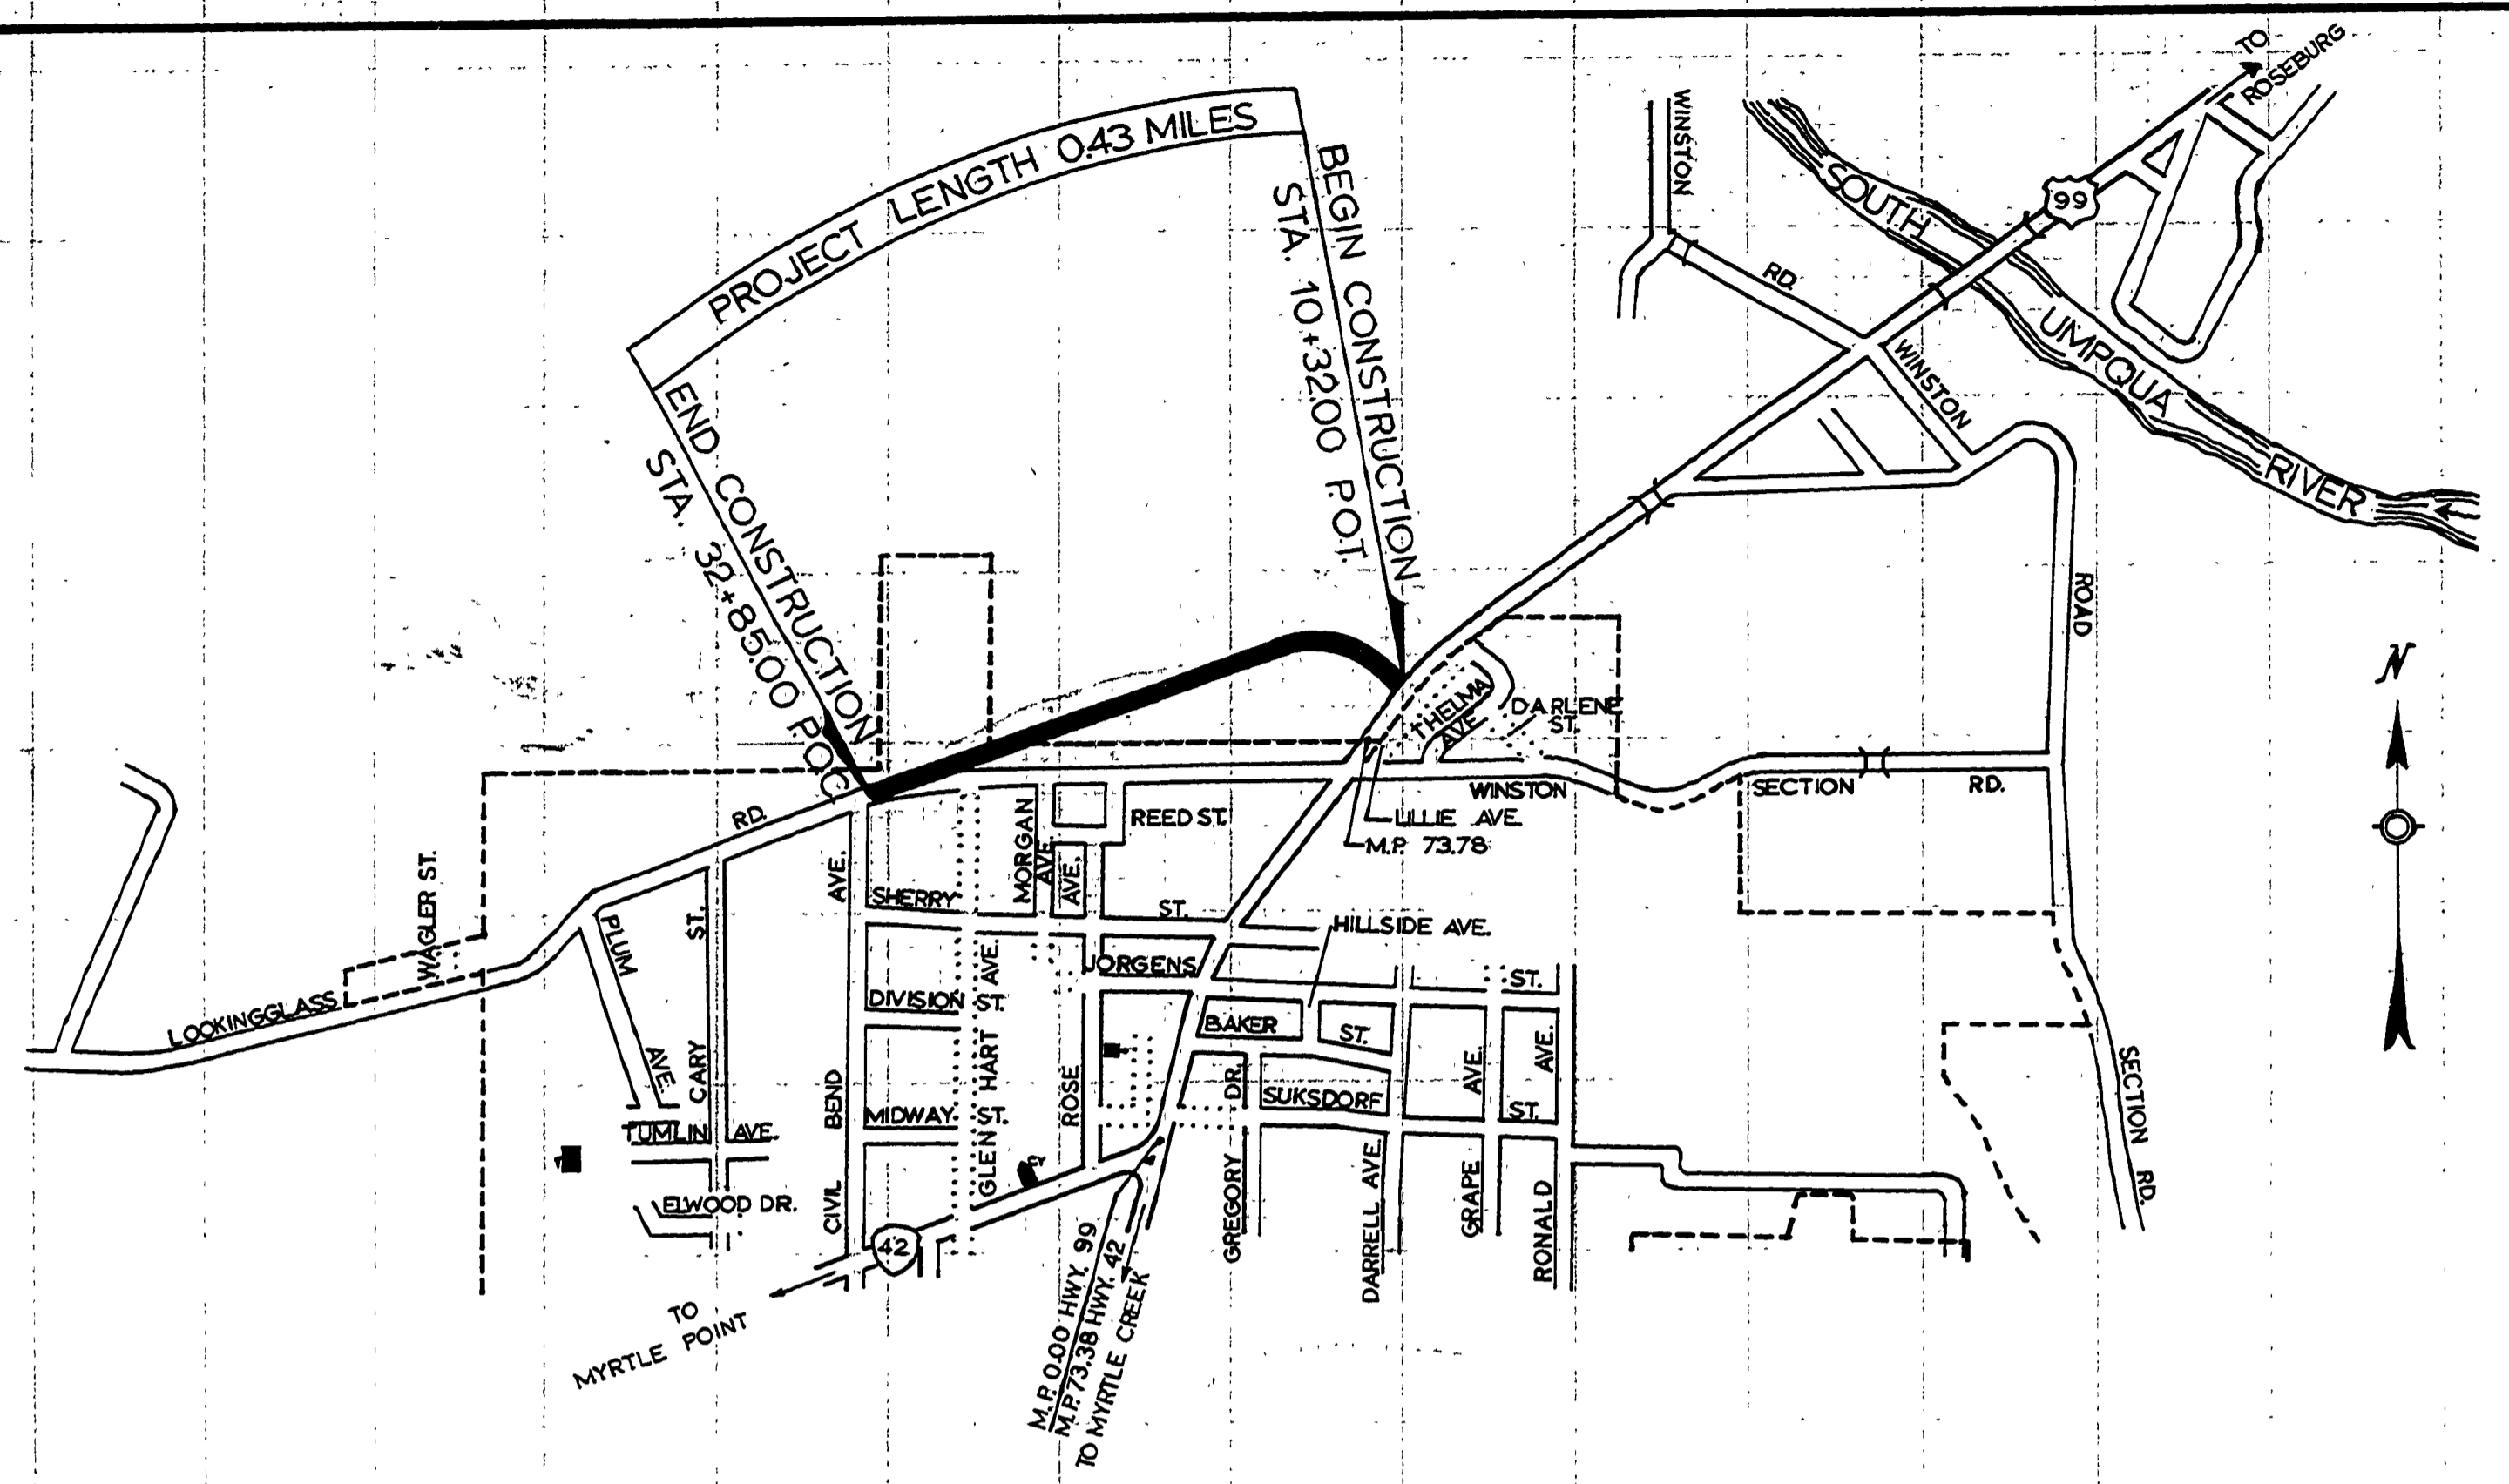 TO
ROSEBURG
PROJECT LENGTH 0.43 MILES
BEGIN CONSTRUCTION
STA. 10+32.00 P.O.T.
END CONSTRUCTION
STA. 32+85.00 P.O.C.
WINSTON
RD.
99
SOUTH
UMPQUA
RIVER
WINSTON
ROAD
N
THELMA
AVE.
DARLENE
ST.
WINSTON
SECTION
RD.
LILLIE AVE.
M.P. 73.78
RD.
REED ST.
MORGAN
AVE.
AVE.
AVE.
SHERRY
ST.
HILLSIDE AVE.
WAGLER ST.
PLUM
ST.
AVE.
JORGENS
ST.
DIVISION ST.
LOOKINGGLASS
BAKER
ST.
AVE.
CARY
HART
AVE.
AVE.
SECTION
RD.
BEND
ROSE
DR.
SUKSDORF
ST.
MIDWAY ST.
TUMLIN AVE.
GLEN
ELWOOD DR.
CIVIL
GREGORY
DARRELL AVE.
GRAPE
RONALD
42
TO
MYRTLE POINT
M.P. 0.00 HWY. 99
M.P. 73.38 HWY. 42
TO MYRTLE CREEK